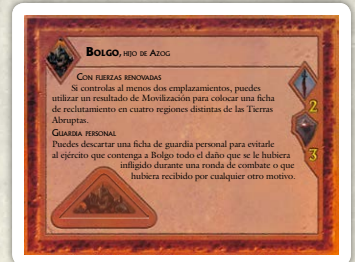 BOLGO, HIJO DE AZOG
CON FUERZAS RENOVADAS
Si controlas al menos dos emplazamientos, puedes
utilizar un resultado de Movilización para colocar una ficha
de reclutamiento en cuatro regiones distintas de las Tierras
Abruptas.
2
GUARDIA PERSONAL
Puedes descartar una ficha de guardia personal para evitarle
al ejército que contenga a Bolgo todo el daño que se le hubiera
infligido durante una ronda de combate o que
hubiera recibido por cualquier otro motivo.
3